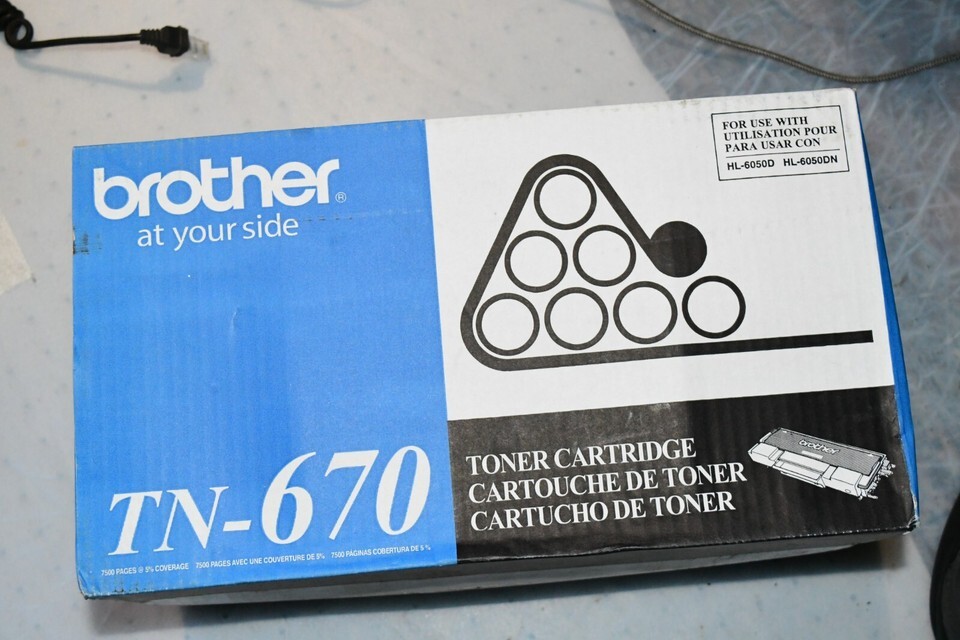 brother®
at your side
FOR USE WITH
UTILISATION POUR
PARA USAR CON
HL-6050D HL-6050DN
TN-670
7500 PAGES @ 5% COVERAGE 7500 PAGES AVEC UNE COUVERTURE DE 5% 7500 PÁGINAS COBERTURA DE 5 %
TONER CARTRIDGE
CARTOUCHE DE TONER
CARTUCHO DE TONER
brother